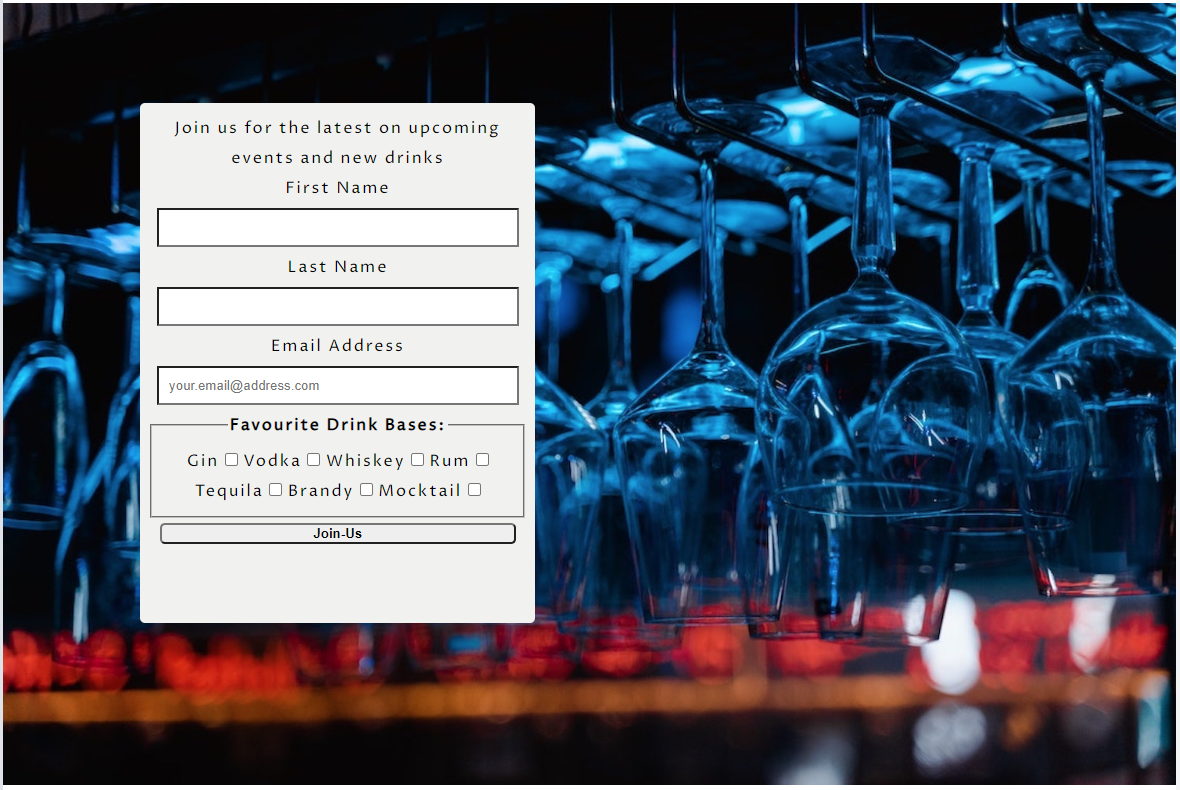 Join us for the latest on upcoming
events and new drinks
First Name
Last Name
Email Address
your.email@address.com
Favourite Drink Bases:
Gin Vodka Whiskey Rum
Tequila Brandy Mocktail
Join-Us